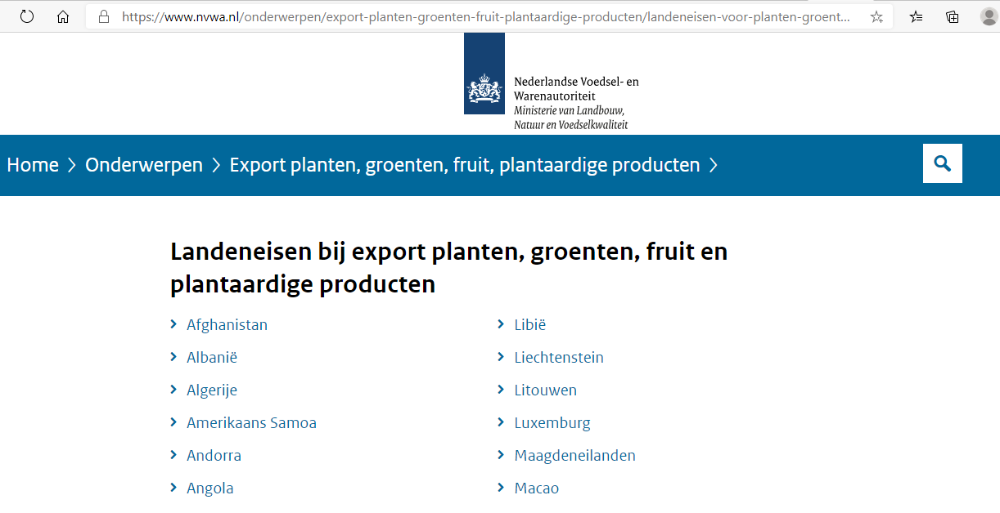 https://www.nvwa.nl/onderwerpen/export-planten-groenten-fruit-plantaardige-producten/landeneisen-voor-planten-groent...
Nederlandse Voedsel- en
Warenautoriteit
Ministerie van Landbouw,
Natuur en Voedselkwaliteit
Home > Onderwerpen > Export planten, groenten, fruit, plantaardige producten >
Landeneisen bij export planten, groenten, fruit en
plantaardige producten
Afghanistan
Albanië
Algerije
Amerikaans Samoa
Andorra
Angola
Libië
Liechtenstein
Litouwen
Luxemburg
Maagdeneilanden
Macao